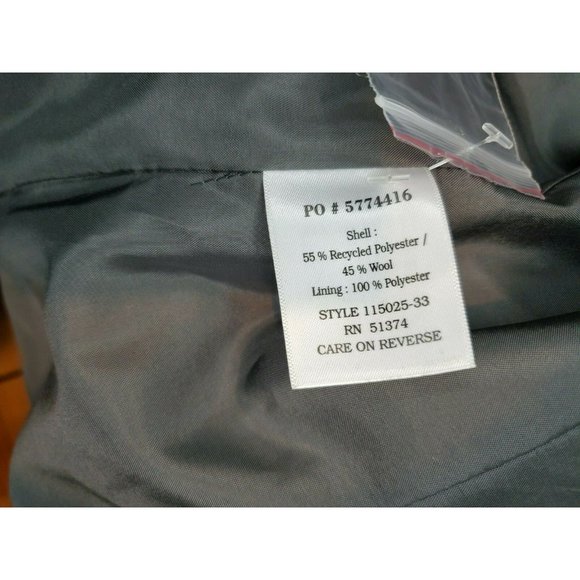 PO # 5774416
Shell :
55 % Recycled Polyester /
45 % Wool
Lining : 100 % Polyester
STYLE 115025-33
RN 51374
CARE ON REVERSE